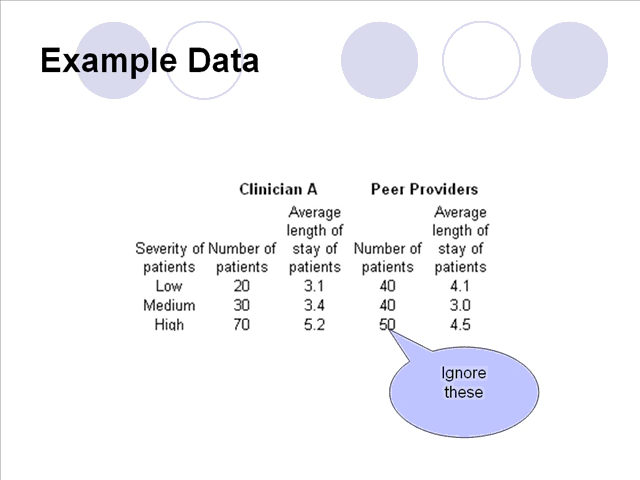 Example Data
Clinician A Peer Providers
Average Average
length of length of
Severity of Number of stay of Number of stay of
patients patients patients patients patients
Low 20 3.1 40 4.1
Medium 30 3.4 40 3.0
High 70 5.2 50 4.5
Ignore
these